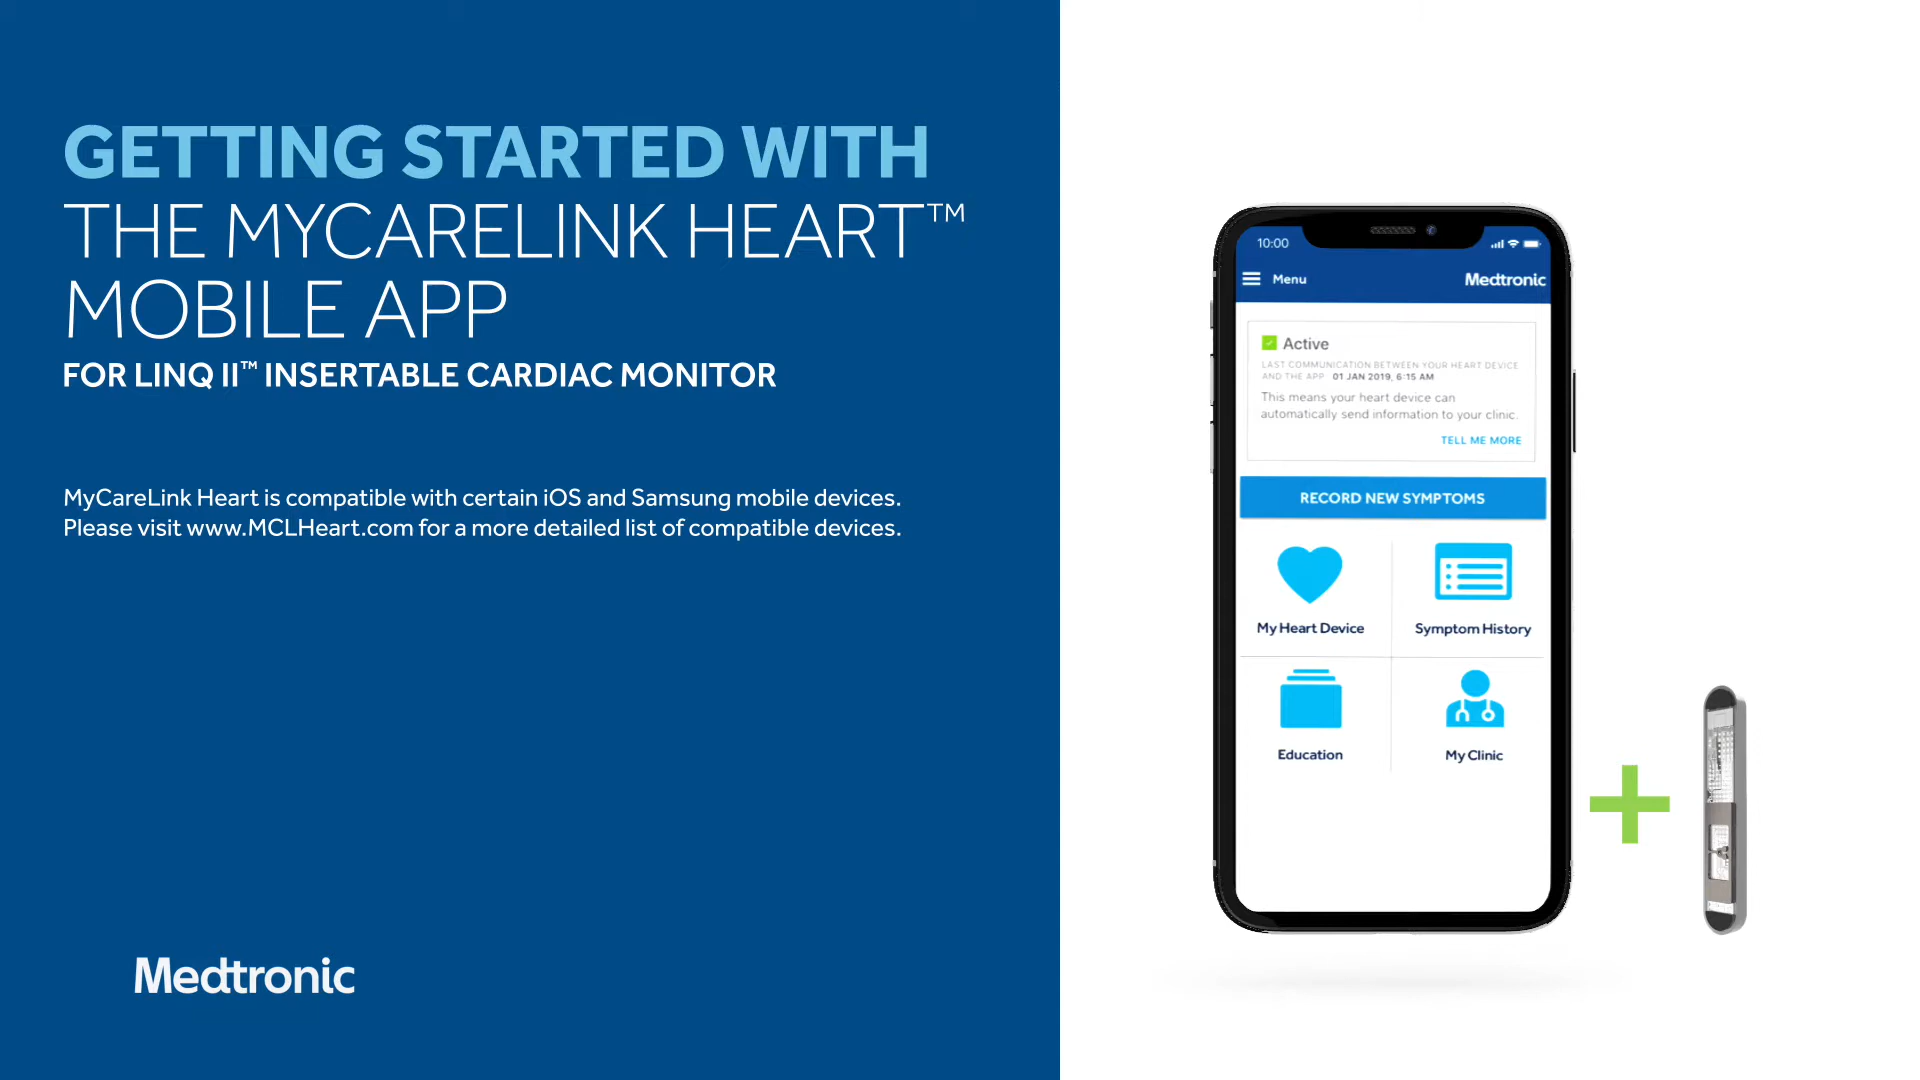 GETTING STARTED WITH
THE MYCARELINK HEART™
MOBILE APP
FOR LINQ II™ INSERTABLE CARDIAC MONITOR
MyCareLink Heart is compatible with certain iOS and Samsung mobile devices.
Please visit www.MCLHeart.com for a more detailed list of compatible devices.
Medtronic
10:00
Menu
Medtronic
Active
LAST COMMUNICATION BETWEEN YOUR HEART DEVICE
AND THE APP 01 JAN 2019, 6:15 AM
This means your heart device can
automatically send information to your clinic.
TELL ME MORE
RECORD NEW SYMPTOMS
My Heart Device
Symptom History
Education
My Clinic